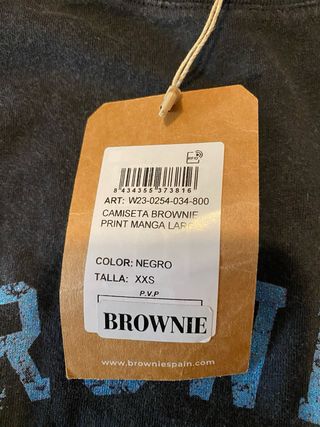 8 434355 373816
ART: W23-0254-034-800
CAMISETA BROWNIE
PRINT MANGA
COLOR: NEGRO
TALLA: XXS
P.V.P
BROWNIE
www.browniespain.com